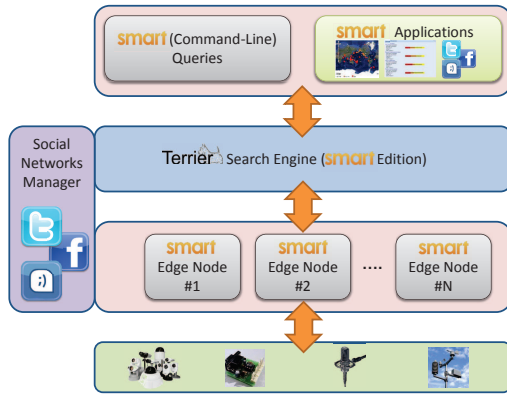 smart (Command-Line)
Queries
smart Applications
Social
Networks
Manager
Terrier Search Engine (smart Edition)
smart
Edge Node
#1
smart
Edge Node
#2
....
smart
Edge Node
#N